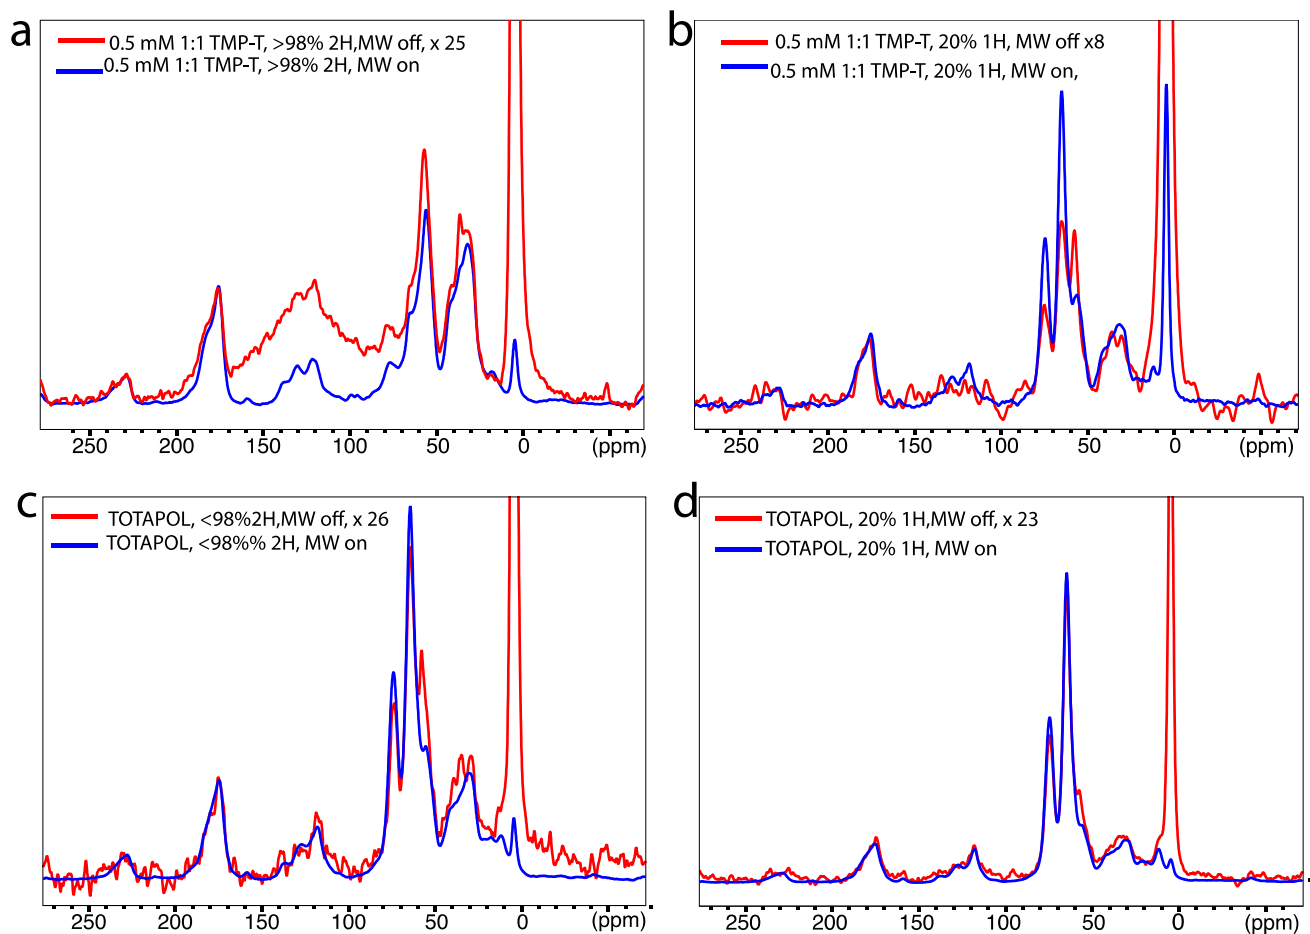 a
0.5 mM 1:1 TMP-T, >98% 2H,MW off, x 25
0.5 mM 1:1 TMP-T, >98% 2H, MW on
250 200 150 100 50 0 (ppm)
b
0.5 mM 1:1 TMP-T, 20% 1H, MW off x8
0.5 mM 1:1 TMP-T, 20% 1H, MW on,
250 200 150 100 50 0 (ppm)
c
TOTAPOL, <98%2H,MW off, x 26
TOTAPOL, <98%% 2H, MW on
250 200 150 100 50 0 (ppm)
d
TOTAPOL, 20% 1H,MW off, x 23
TOTAPOL, 20% 1H, MW on
250 200 150 100 50 0 (ppm)